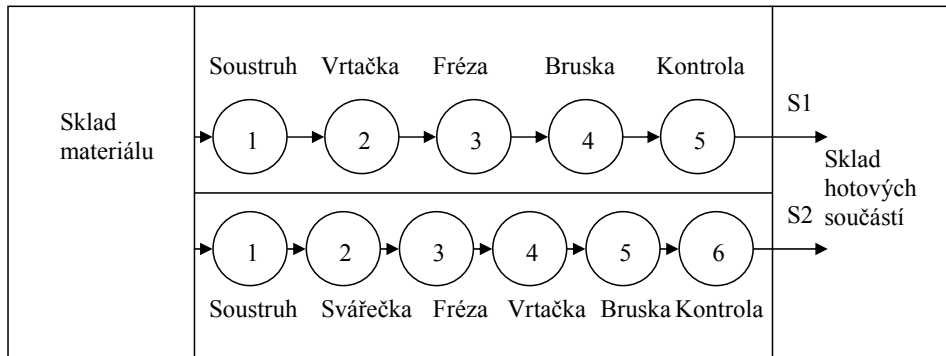 Soustruh Vrtačka Fréza Bruska Kontrola
Sklad
materiálu
1 2 3 4 5
S1
Sklad
hotových
součástí
S2
1 2 3 4 5 6
Soustruh Svářečka Fréza Vrtačka Bruska Kontrola